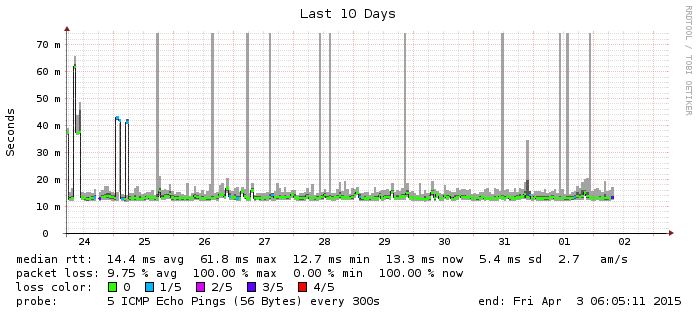 Last 10 Days
RRDTOOL / TOBI OETIKER
Seconds
70 m
60 m
50 m
40 m
30 m
20 m
10 m
0
24 25 26 27 28 29 30 31 01 02
median rtt: 14.4 ms avg 61.8 ms max 12.7 ms min 13.3 ms now 5.4 ms sd 2.7 am/s
packet loss: 9.75 % avg 100.00 % max 0.00 % min 100.00 % now
loss color: 0 1/5 2/5 3/5 4/5
probe: 5 ICMP Echo Pings (56 Bytes) every 300s end: Fri Apr 3 06:05:11 2015